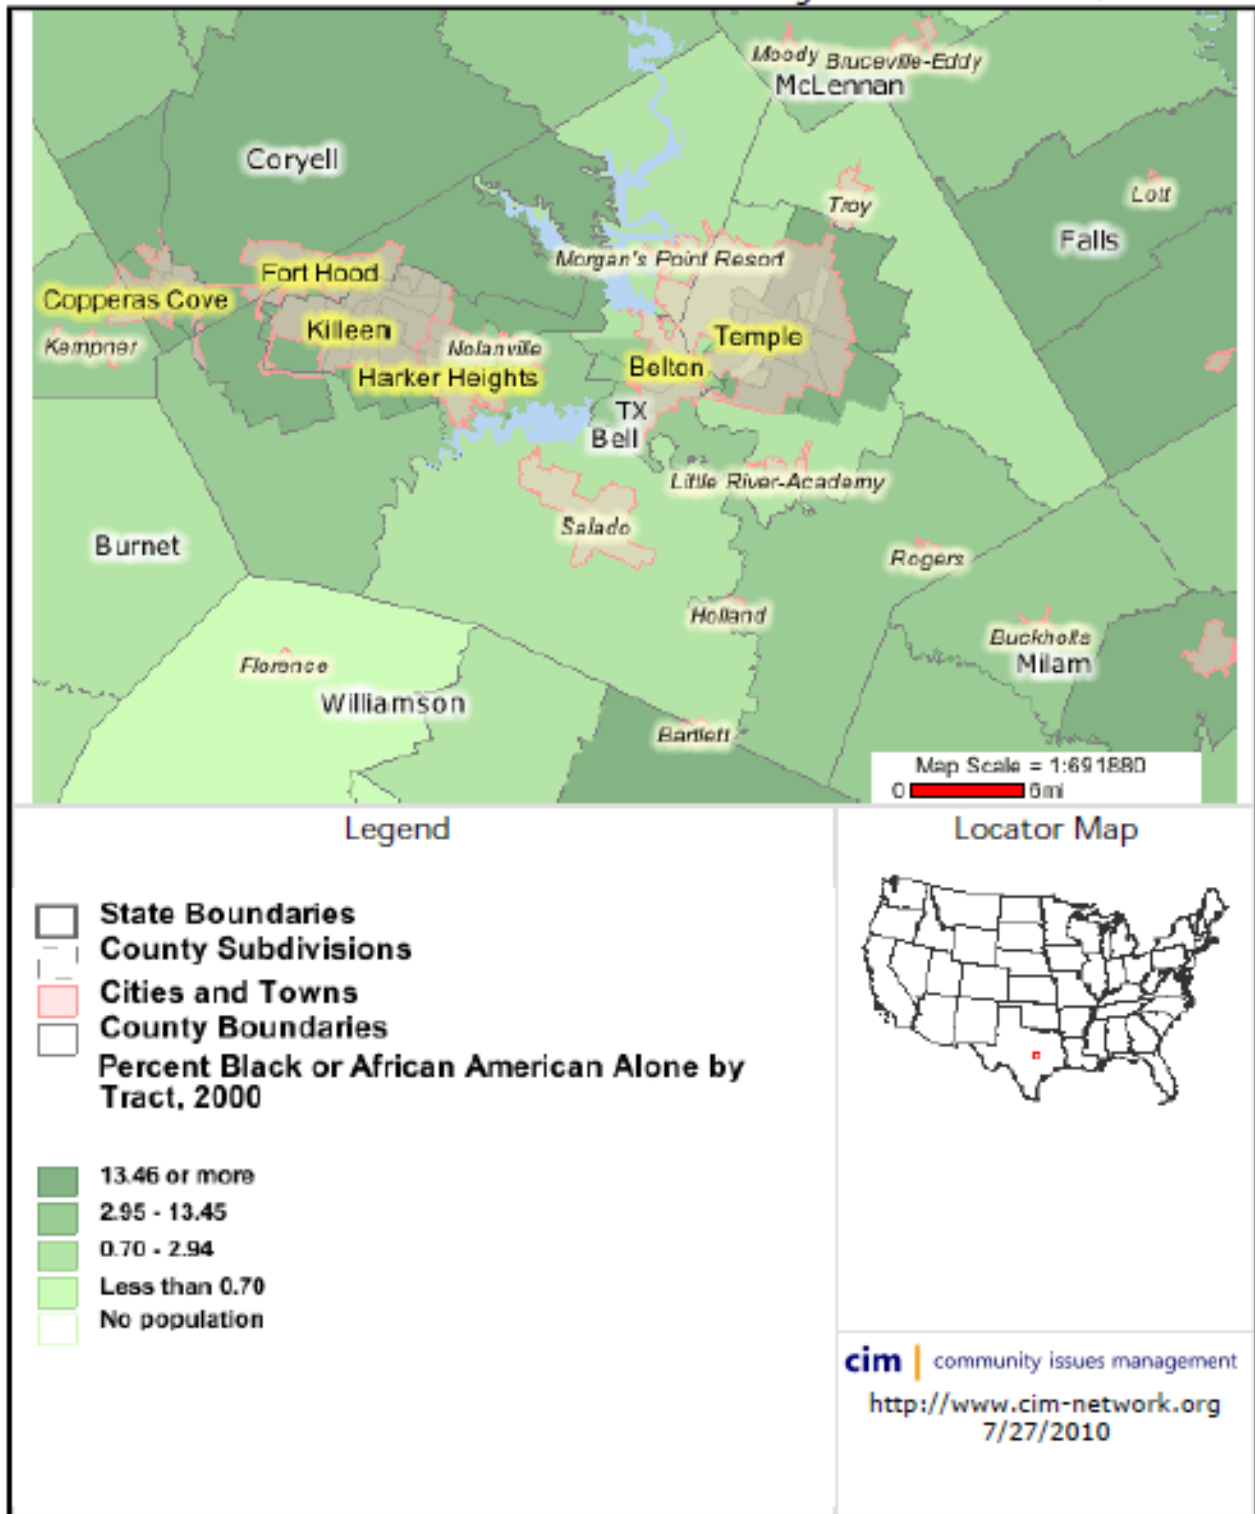 Moody Bruceville-Eddy
McLennan
Coryell
Lott
Troy
Falls
Morgan's Point Resort
Fort Hood
Copperas Cove
Killeen
Temple
Kempner
Nolanville
Belton
Harker Heights
TX
Bell
Little River-Academy
Salado
Burnet
Rogers
Holland
Buckholts
Milam
Florence
Williamson
Bartlett
Map Scale = 1:691880
0 6mi
Legend
State Boundaries
County Subdivisions
Cities and Towns
County Boundaries
Percent Black or African American Alone by
Tract, 2000
13.46 or more
2.95 - 13.45
0.70 - 2.94
Less than 0.70
No population
Locator Map
cim | community issues management
http://www.cim-network.org
7/27/2010